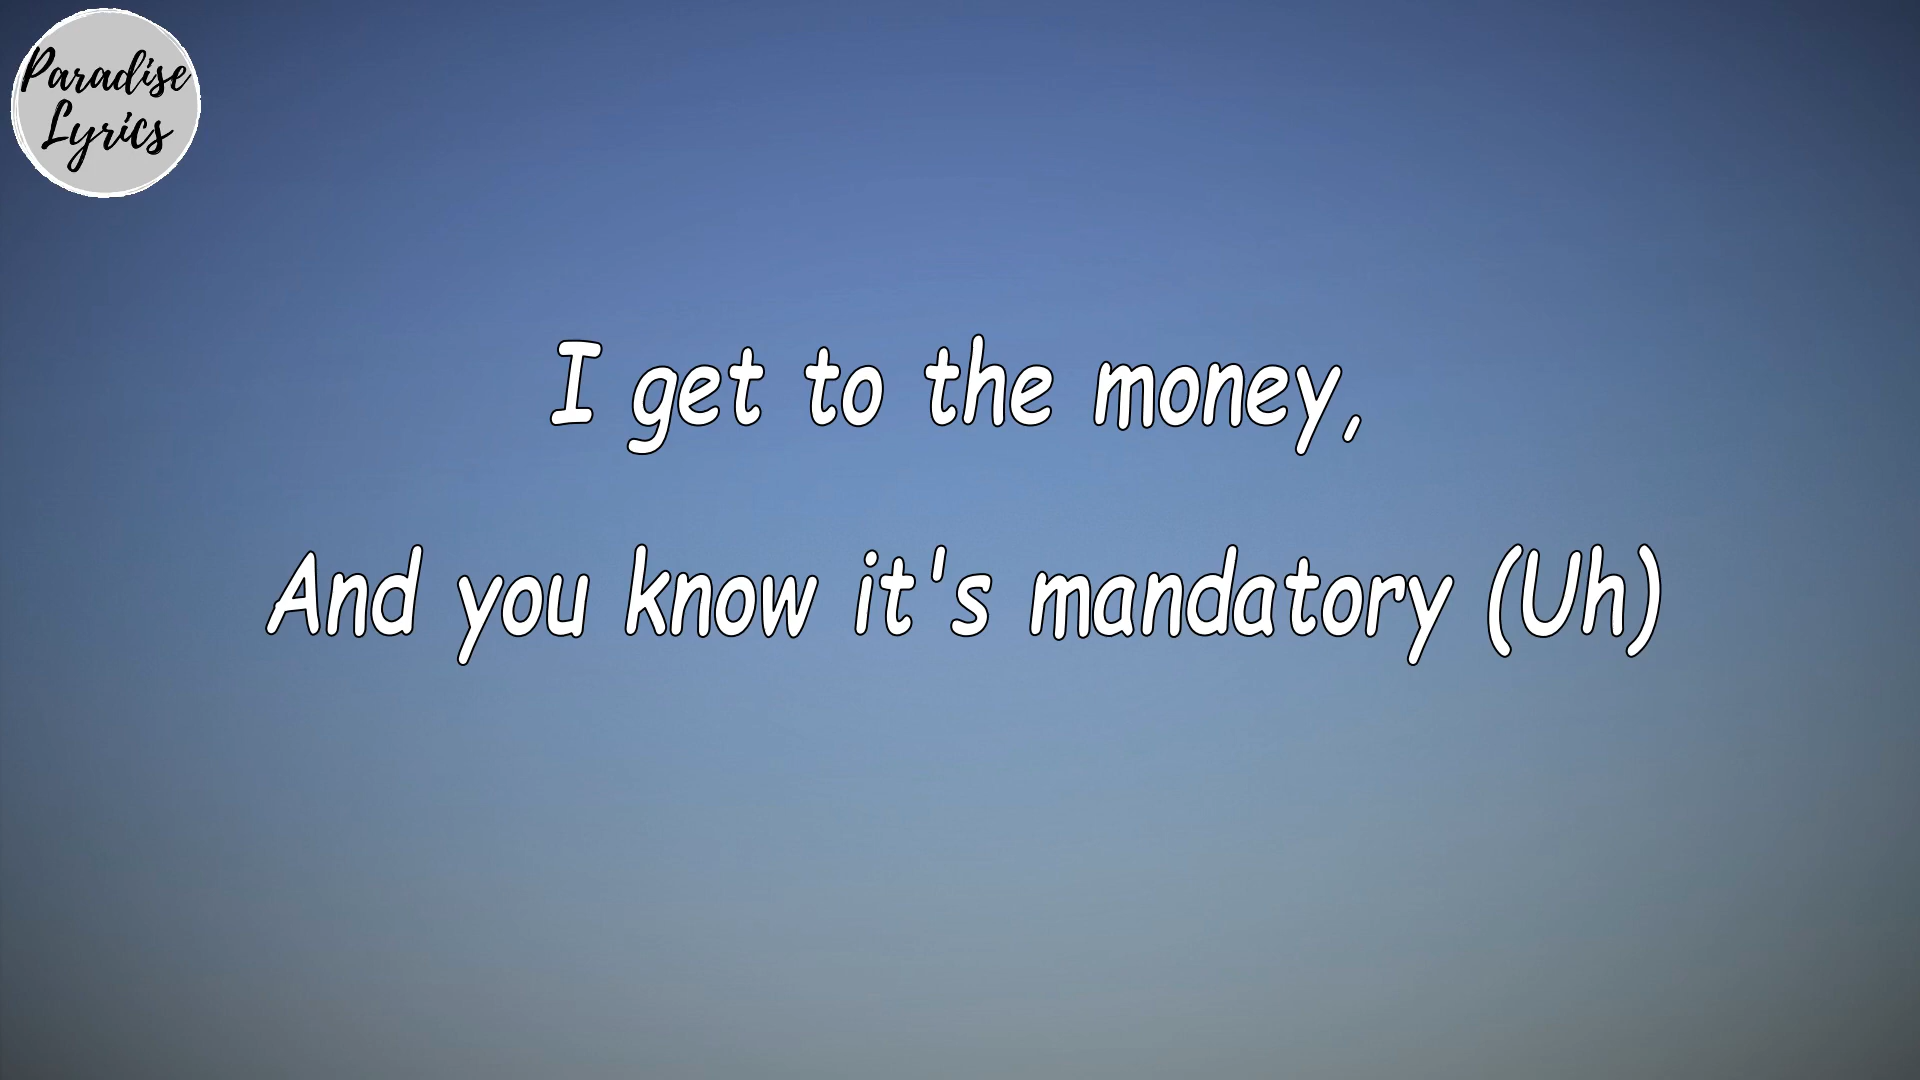 Paradise
Lyrics
I get to the money,
And you know it's mandatory (Uh)